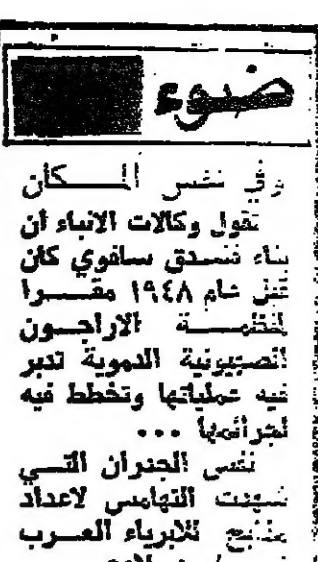 ضوء
وفي نفس المكان
تقول وكالات الانباء أن
بناء فندق سافوي كان
قبل عام ١٩٤٨ مقرا
لمنظمة الاراجون
الصهيونية الدموية تدبر
فيه عملياتها وتخطط فيه
لجرائمها ...
نفس الجدران التي
شهدت التهامس لاعداد
مذابح للابرياء العرب